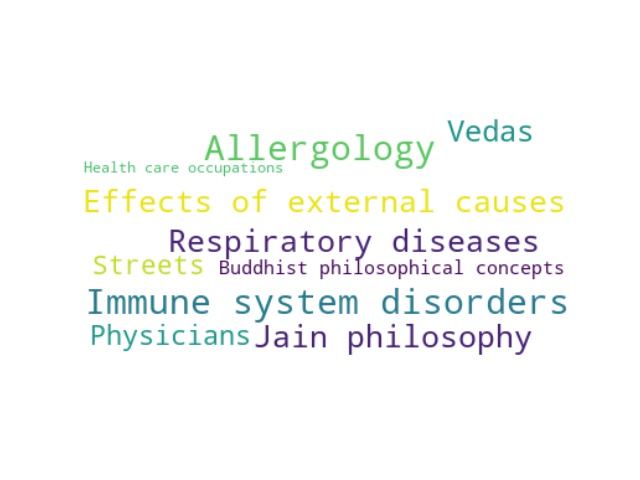 Vedas
Allergology
Health care occupations
Effects of external causes
Respiratory diseases
Streets
Buddhist philosophical concepts
Immune system disorders
Physicians
Jain philosophy